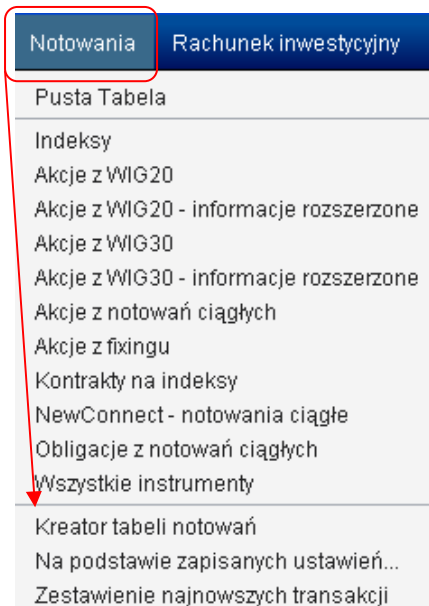 Notowania Rachunek inwestycyjny
Pusta Tabela
Indeksy
Akcje z WIG20
Akcje z WIG20 - informacje rozszerzone
Akcje z WIG30
Akcje z WIG30 - informacje rozszerzone
Akcje z notowań ciągłych
Akcje z fixingu
Kontrakty na indeksy
NewConnect - notowania ciągłe
Obligacje z notowań ciągłych
Wszystkie instrumenty
Kreator tabeli notowań
Na podstawie zapisanych ustawień...
Zestawienie najnowszych transakcji